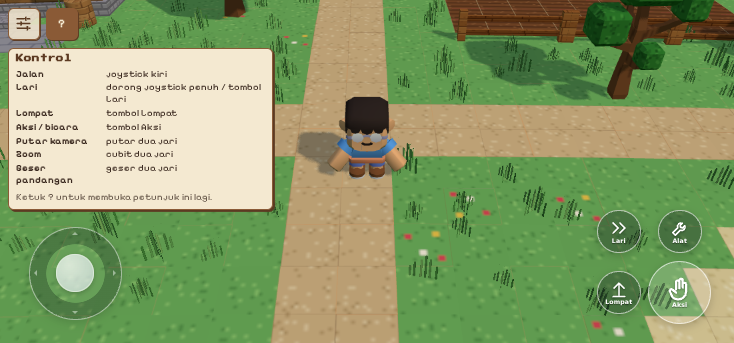 ?
Kontrol
Jalan joystick kiri
Lari dorong joystick penuh / tombol
Lari
Lompat tombol Lompat
Aksi / bicara tombol Aksi
Putar kamera putar dua jari
Zoom cubit dua jari
Geser geser dua jari
pandangan
Ketuk ? untuk membuka petunjuk ini lagi.
Lari
Alat
Lompat
Aksi